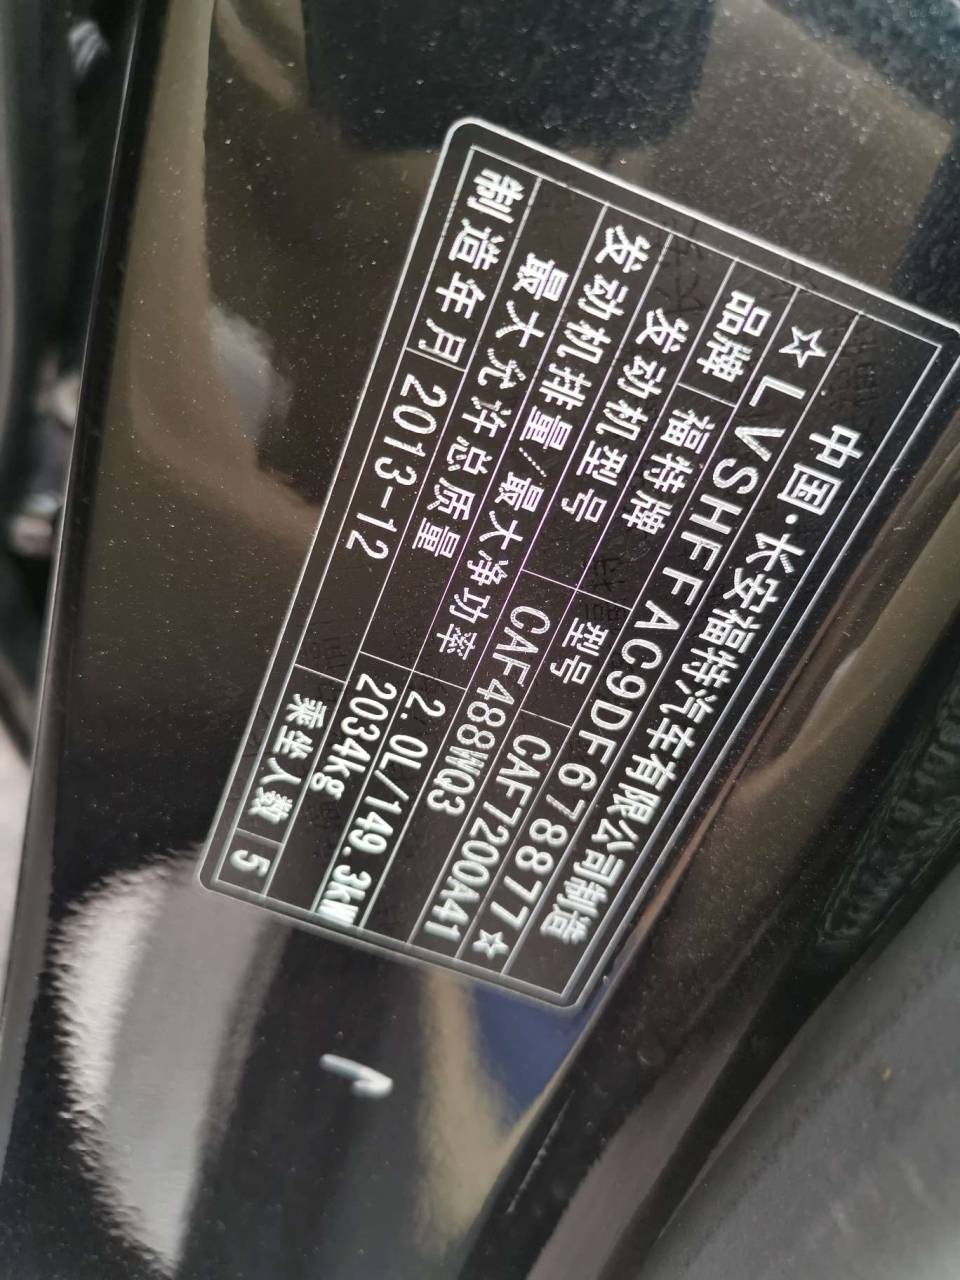 中国·长安福特汽车有限公司制造
☆LVSHFFAC9DF678877☆
品牌 福特牌 型号 CAF7200A41
发动机型号 CAF488WQ3
发动机排量/最大净功率 2.0L/149.3kW
最大允许总质量 2034kg
制造年月 2013-12 乘坐人数 5